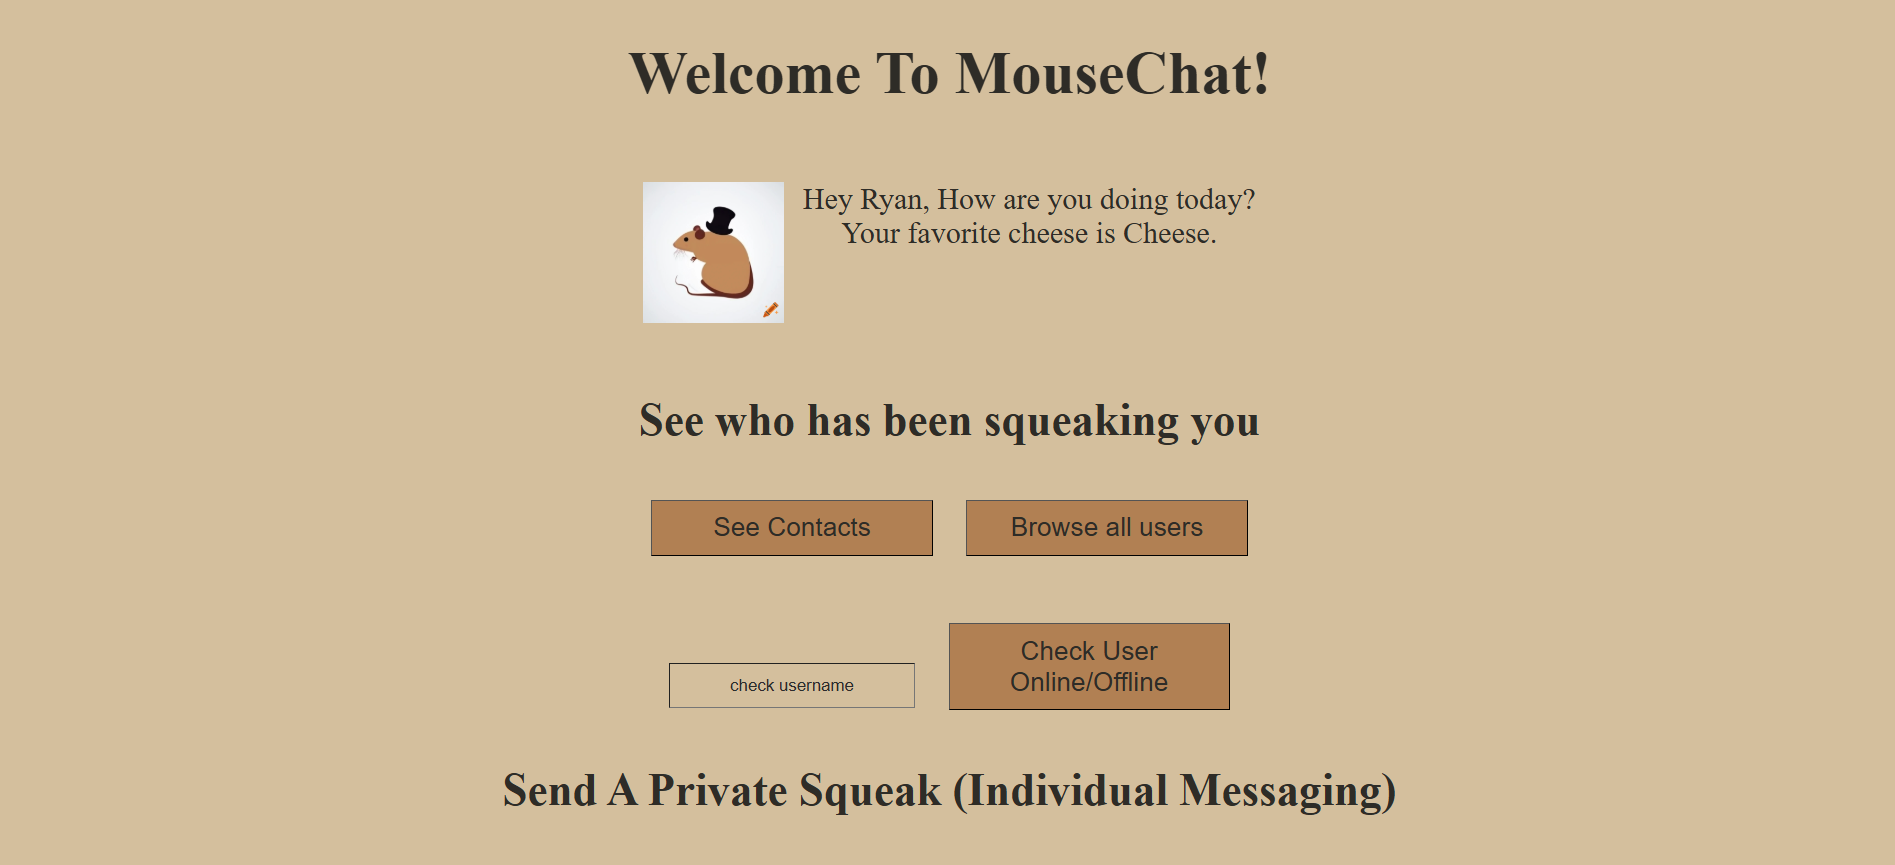 Welcome To MouseChat!
Hey Ryan, How are you doing today?
Your favorite cheese is Cheese.
See who has been squeaking you
See Contacts
Browse all users
check username
Check User
Online/Offline
Send A Private Squeak (Individual Messaging)